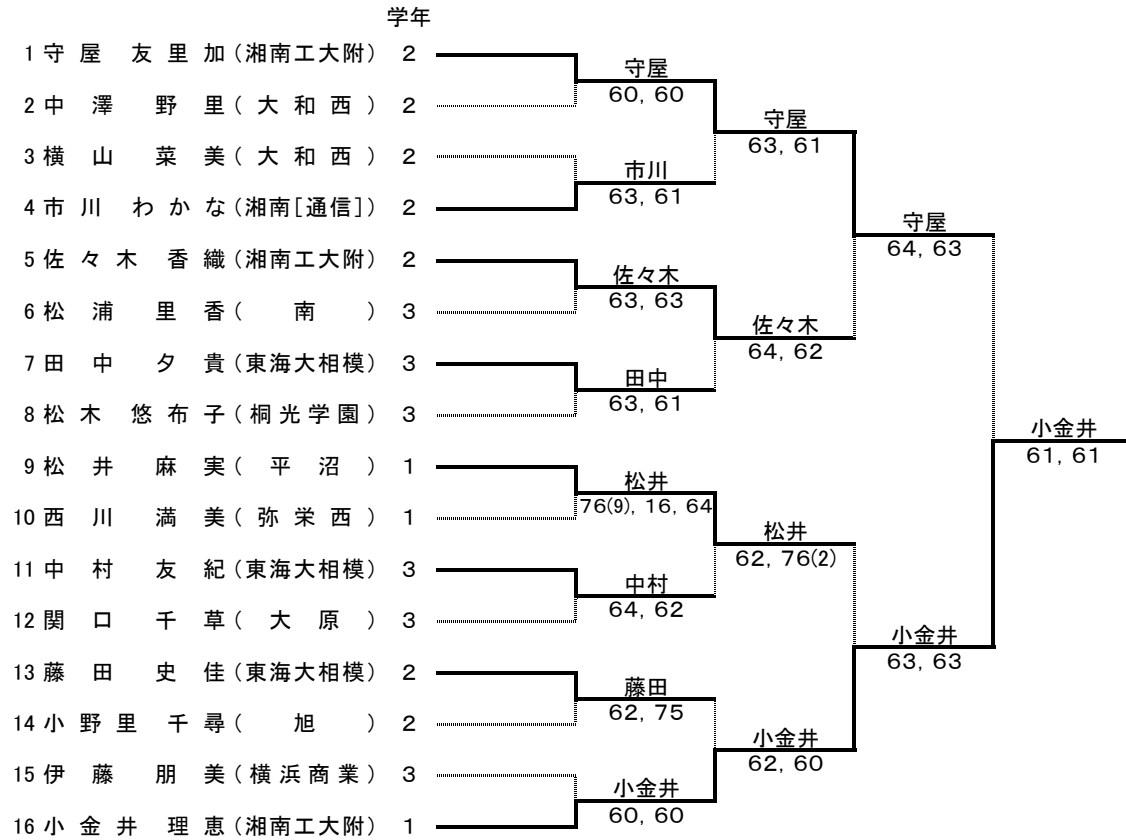 学年
1 守屋 友里加 (湘南工大附) 2
守屋
60, 60
2 中澤 野里 (大和西) 2
守屋
63, 61
3 横山 菜美 (大和西) 2
市川
63, 61
4 市川 わかな (湘南[通信]) 2
守屋
64, 63
5 佐々木 香織 (湘南工大附) 2
佐々木
63, 63
6 松浦 里香 (南) 3
佐々木
64, 62
7 田中 夕貴 (東海大相模) 3
田中
63, 61
8 松木 悠布子 (桐光学園) 3
小金井
61, 61
9 松井 麻実 (平沼) 1
松井
76(9), 16, 64
10 西川 満美 (弥栄西) 1
松井
62, 76(2)
11 中村 友紀 (東海大相模) 3
中村
64, 62
12 関口 千草 (大原) 3
小金井
63, 63
13 藤田 史佳 (東海大相模) 2
藤田
62, 75
14 小野里 千尋 (旭) 2
小金井
62, 60
15 伊藤 朋美 (横浜商業) 3
小金井
60, 60
16 小金井 理恵 (湘南工大附) 1